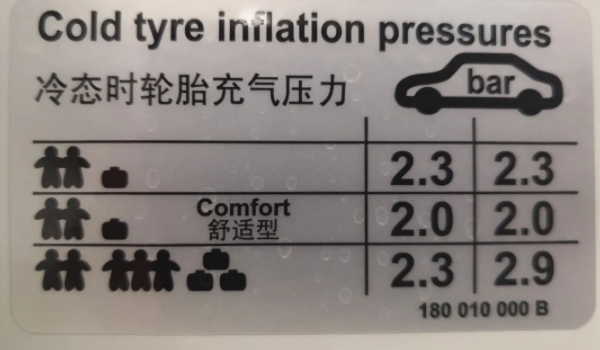 Cold tyre inflation pressures
冷态时轮胎充气压力
bar
2.3 2.3
Comfort
舒适型
2.0 2.0
2.3 2.9
180 010 000 B